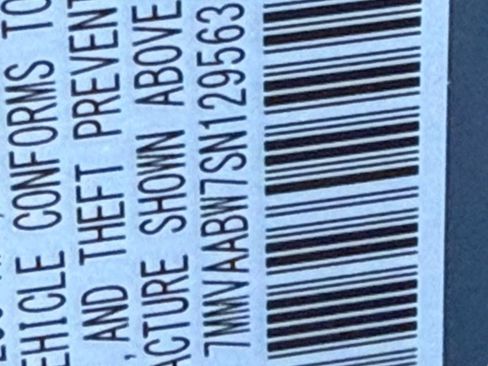 EHICLE CONFORMS TO
, AND THEFT PREVENT
ACTURE SHOWN ABOVE
7MMVAABW7SN129563